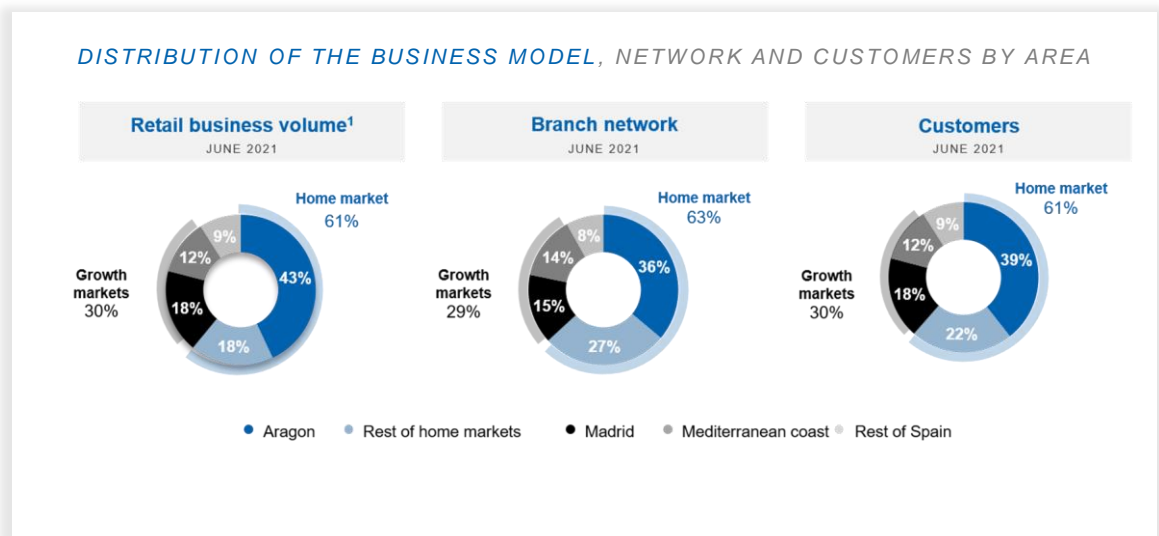 DISTRIBUTION OF THE BUSINESS MODEL, NETWORK AND CUSTOMERS BY AREA
Retail business volume¹
JUNE 2021
Home market
61%
9%
12%
43%
Growth
markets
30%
18%
18%
Branch network
JUNE 2021
Home market
63%
8%
14%
36%
Growth
markets
29%
15%
27%
Customers
JUNE 2021
Home market
61%
9%
12%
39%
Growth
markets
30%
18%
22%
Aragon
Rest of home markets
Madrid
Mediterranean coast
Rest of Spain